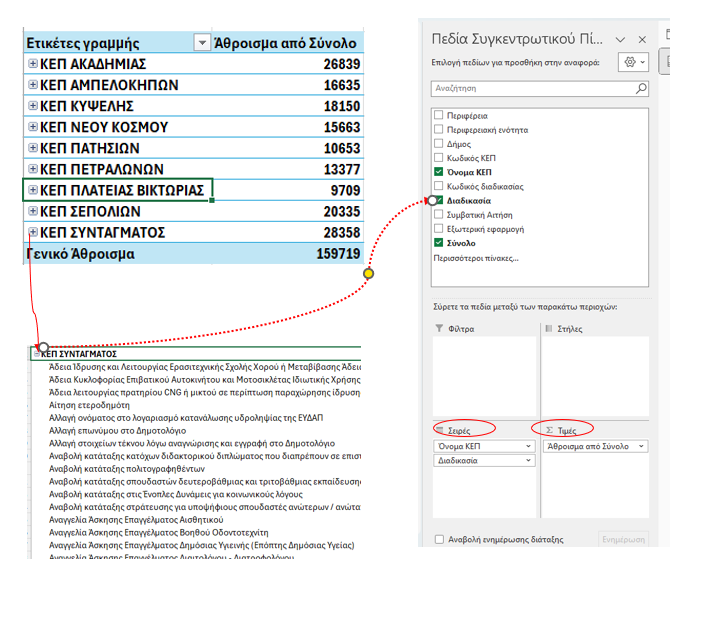 Ετικέτες γραμμής Άθροισμα από Σύνολο
ΚΕΠ ΑΚΑΔΗΜΙΑΣ 26839
ΚΕΠ ΑΜΠΕΛΟΚΗΠΩΝ 16635
ΚΕΠ ΚΥΨΕΛΗΣ 18150
ΚΕΠ ΝΕΟΥ ΚΟΣΜΟΥ 15663
ΚΕΠ ΠΑΤΗΣΙΩΝ 10653
ΚΕΠ ΠΕΤΡΑΛΩΝΩΝ 13377
ΚΕΠ ΠΛΑΤΕΙΑΣ ΒΙΚΤΩΡΙΑΣ 9709
ΚΕΠ ΣΕΠΟΛΙΩΝ 20335
ΚΕΠ ΣΥΝΤΑΓΜΑΤΟΣ 28358
Γενικό Άθροισμα 159719
ΚΕΠ ΣΥΝΤΑΓΜΑΤΟΣ
Άδεια Ίδρυσης και Λειτουργίας Ερασιτεχνικής Σχολής Χορού ή Μεταβίβασης Άδει
Άδεια Κυκλοφορίας Επιβατικού Αυτοκινήτου και Μοτοσικλέτας Ιδιωτικής Χρήσης
Άδεια λειτουργίας πρατηρίου CNG ή μικτού σε περίπτωση παραχώρησης ίδρυση
Αίτηση ετεροδημότη
Αλλαγή ονόματος στο λογαριασμό κατανάλωσης υδροληψίας της ΕΥΔΑΠ
Αλλαγή επωνύμου στο Δημοτολόγιο
Αλλαγή στοιχείων τέκνου λόγω αναγνώρισης και εγγραφή στο Δημοτολόγιο
Αναβολή κατάταξης κατόχων διδακτορικού διπλώματος που διαπρέπουν σε επισ
Αναβολή κατάταξης πολιτογραφηθέντων
Αναβολή κατάταξης σπουδαστών δευτεροβάθμιας και τριτοβάθμιας εκπαίδευση
Αναβολή κατάταξης στις Ένοπλες Δυνάμεις για κοινωνικούς λόγους
Αναβολή κατάταξης στράτευσης για υποψήφιους σπουδαστές ανώτερων / ανώτα
Αναγγελία Άσκησης Επαγγέλματος Αισθητικού
Αναγγελία Άσκησης Επαγγέλματος Βοηθού Οδοντοτεχνίτη
Αναγγελία Άσκησης Επαγγέλματος Δημόσιας Υγιεινής (Επόπτης Δημόσιας Υγείας)
Αναγγελία Άσκησης Επαγγέλματος Διαιτολόγου - Διατροφολόγου
Πεδία Συγκεντρωτικού Πί...
Επιλογή πεδίων για προσθήκη στην αναφορά:
Αναζήτηση
Περιφέρεια
Περιφερειακή ενότητα
Δήμος
Κωδικός ΚΕΠ
Όνομα ΚΕΠ
Κωδικός διαδικασίας
Διαδικασία
Συμβατική Αιτήση
Εξωτερική εφαρμογή
Σύνολο
Περισσότεροι πίνακες...
Σύρετε τα πεδία μεταξύ των παρακάτω περιοχών:
Φίλτρα Στήλες
Σειρές Σ Τιμές
Όνομα ΚΕΠ Άθροισμα από Σύνολο
Διαδικασία
Αναβολή ενημέρωσης διάταξης Ενημέρωση